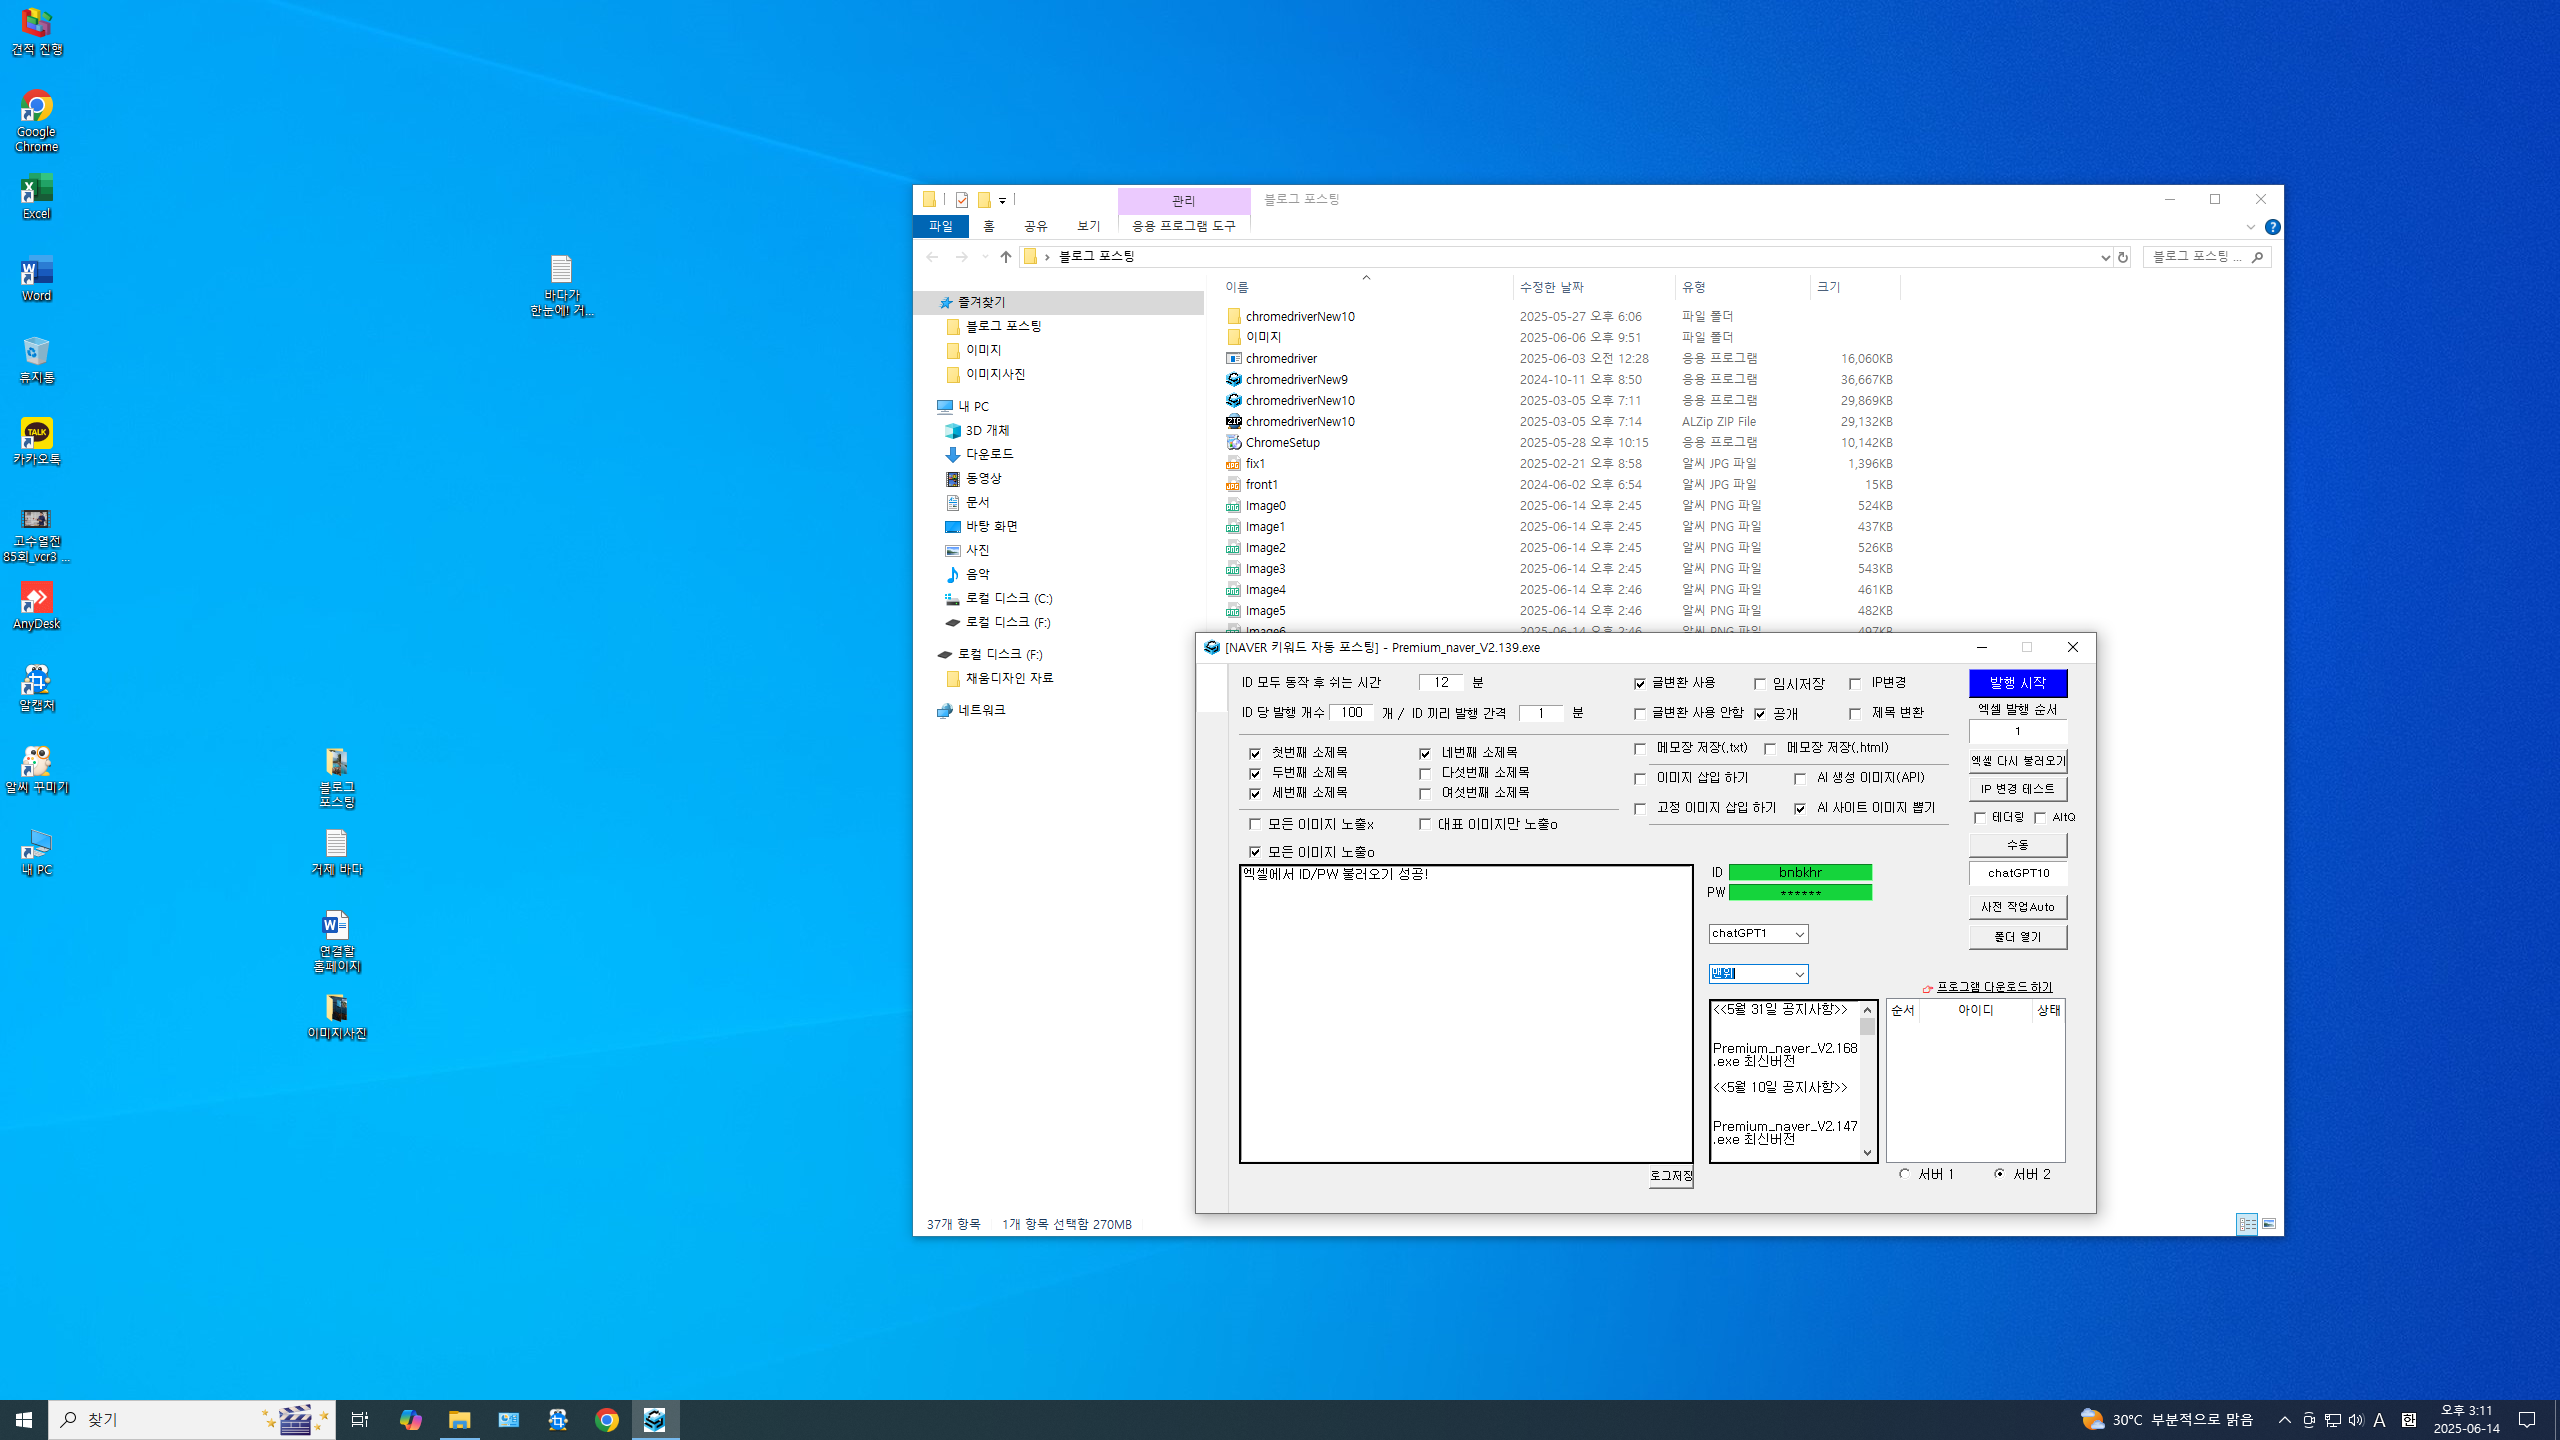 견적 진행
Google
Chrome
Excel
Word
휴지통
TALK
카카오톡
고수열전
85회_vcr3 ...
AnyDesk
알캡처
알씨 꾸미기
내 PC
바다가
한눈에! 거...
블로그
포스팅
거제 바다
연결할
홈페이지
이미지사진
관리
블로그 포스팅
파일
홈
공유
보기
응용 프로그램 도구
블로그 포스팅
블로그 포스팅 ...
즐겨찾기
블로그 포스팅
이미지
이미지사진
내 PC
3D 개체
다운로드
동영상
문서
바탕 화면
사진
음악
로컬 디스크 (C:)
로컬 디스크 (F:)
로컬 디스크 (F:)
채움디자인 자료
네트워크
이름 수정한 날짜 유형 크기
chromedriverNew10 2025-05-27 오후 6:06 파일 폴더
이미지 2025-06-06 오후 9:51 파일 폴더
chromedriver 2025-06-03 오전 12:28 응용 프로그램 16,060KB
chromedriverNew9 2024-10-11 오후 8:50 응용 프로그램 36,667KB
chromedriverNew10 2025-03-05 오후 7:11 응용 프로그램 29,869KB
chromedriverNew10 2025-03-05 오후 7:14 ALZip ZIP File 29,132KB
ChromeSetup 2025-05-28 오후 10:15 응용 프로그램 10,142KB
fix1 2025-02-21 오후 8:58 알씨 JPG 파일 1,396KB
front1 2024-06-02 오후 6:54 알씨 JPG 파일 15KB
Image0 2025-06-14 오후 2:45 알씨 PNG 파일 524KB
Image1 2025-06-14 오후 2:45 알씨 PNG 파일 437KB
Image2 2025-06-14 오후 2:45 알씨 PNG 파일 526KB
Image3 2025-06-14 오후 2:45 알씨 PNG 파일 543KB
Image4 2025-06-14 오후 2:46 알씨 PNG 파일 461KB
Image5 2025-06-14 오후 2:46 알씨 PNG 파일 482KB
Image6 2025-06-14 오후 2:46 알씨 PNG 파일 497KB
37개 항목 1개 항목 선택함 270MB
[NAVER 키워드 자동 포스팅] - Premium_naver_V2.139.exe
ID 모두 동작 후 쉬는 시간 12 분
ID 당 발행 개수 100 개 / ID 끼리 발행 간격 1 분
글변환 사용 임시저장 IP변경
글변환 사용 안함 공개 제목 변환
첫번째 소제목 네번째 소제목
두번째 소제목 다섯번째 소제목
세번째 소제목 여섯번째 소제목
모든 이미지 노출x 대표 이미지만 노출o
모든 이미지 노출o
메모장 저장(.txt) 메모장 저장(.html)
이미지 삽입 하기 AI 생성 이미지(API)
고정 이미지 삽입 하기 AI 사이트 이미지 뽑기
발행 시작
엑셀 발행 순서
1
엑셀 다시 불러오기
IP 변경 테스트
테더링 AltQ
수동
chatGPT10
사전 작업Auto
폴더 열기
엑셀에서 ID/PW 불러오기 성공!
로그저장
ID bnbkhr
PW ******
chatGPT1
맨위
<<5월 31일 공지사항>>
Premium_naver_V2.168
.exe 최신버전
<<5월 10일 공지사항>>
Premium_naver_V2.147
.exe 최신버전
프로그램 다운로드 하기
순서 아이디 상태
서버 1 서버 2
찾기
30°C 부분적으로 맑음
A
한
오후 3:11
2025-06-14